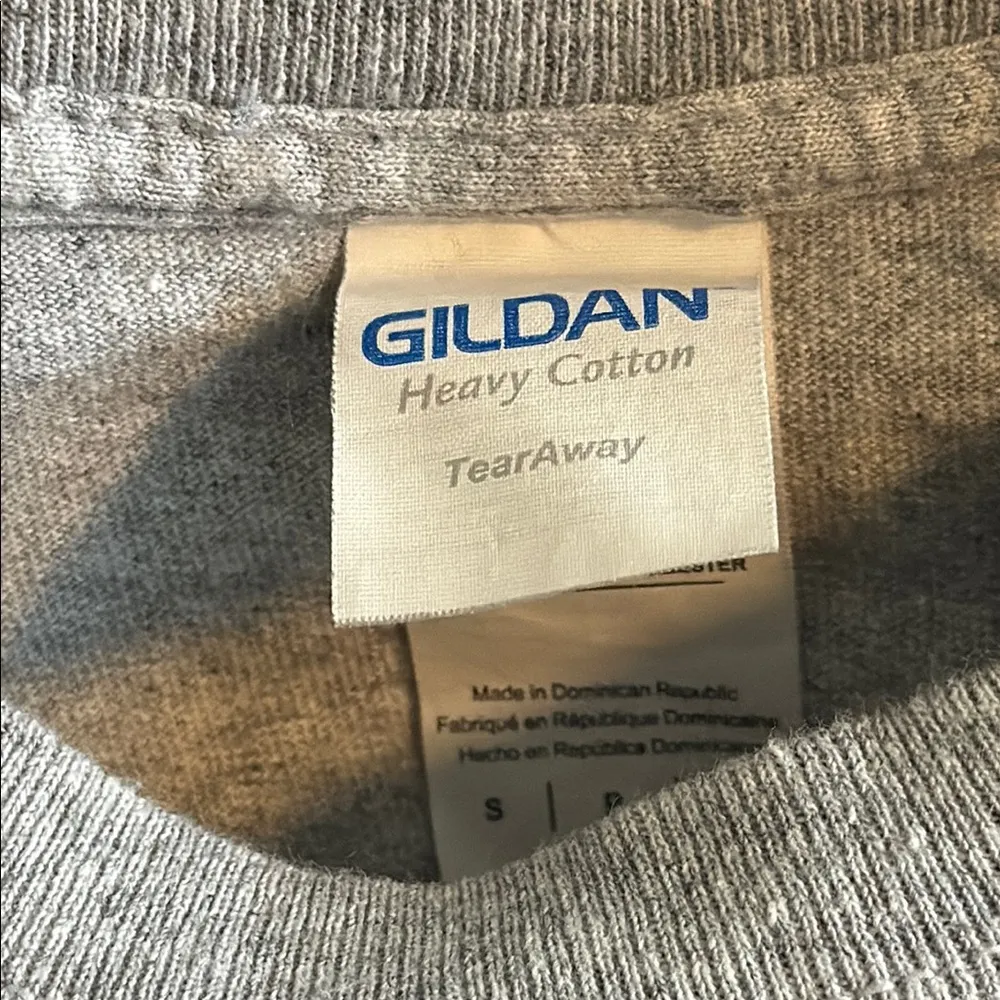 GILDAN
Heavy Cotton
TearAway
Made in Dominican Republic
Fabriqué en République Dominicaine
Hecho en República Dominicana
S |